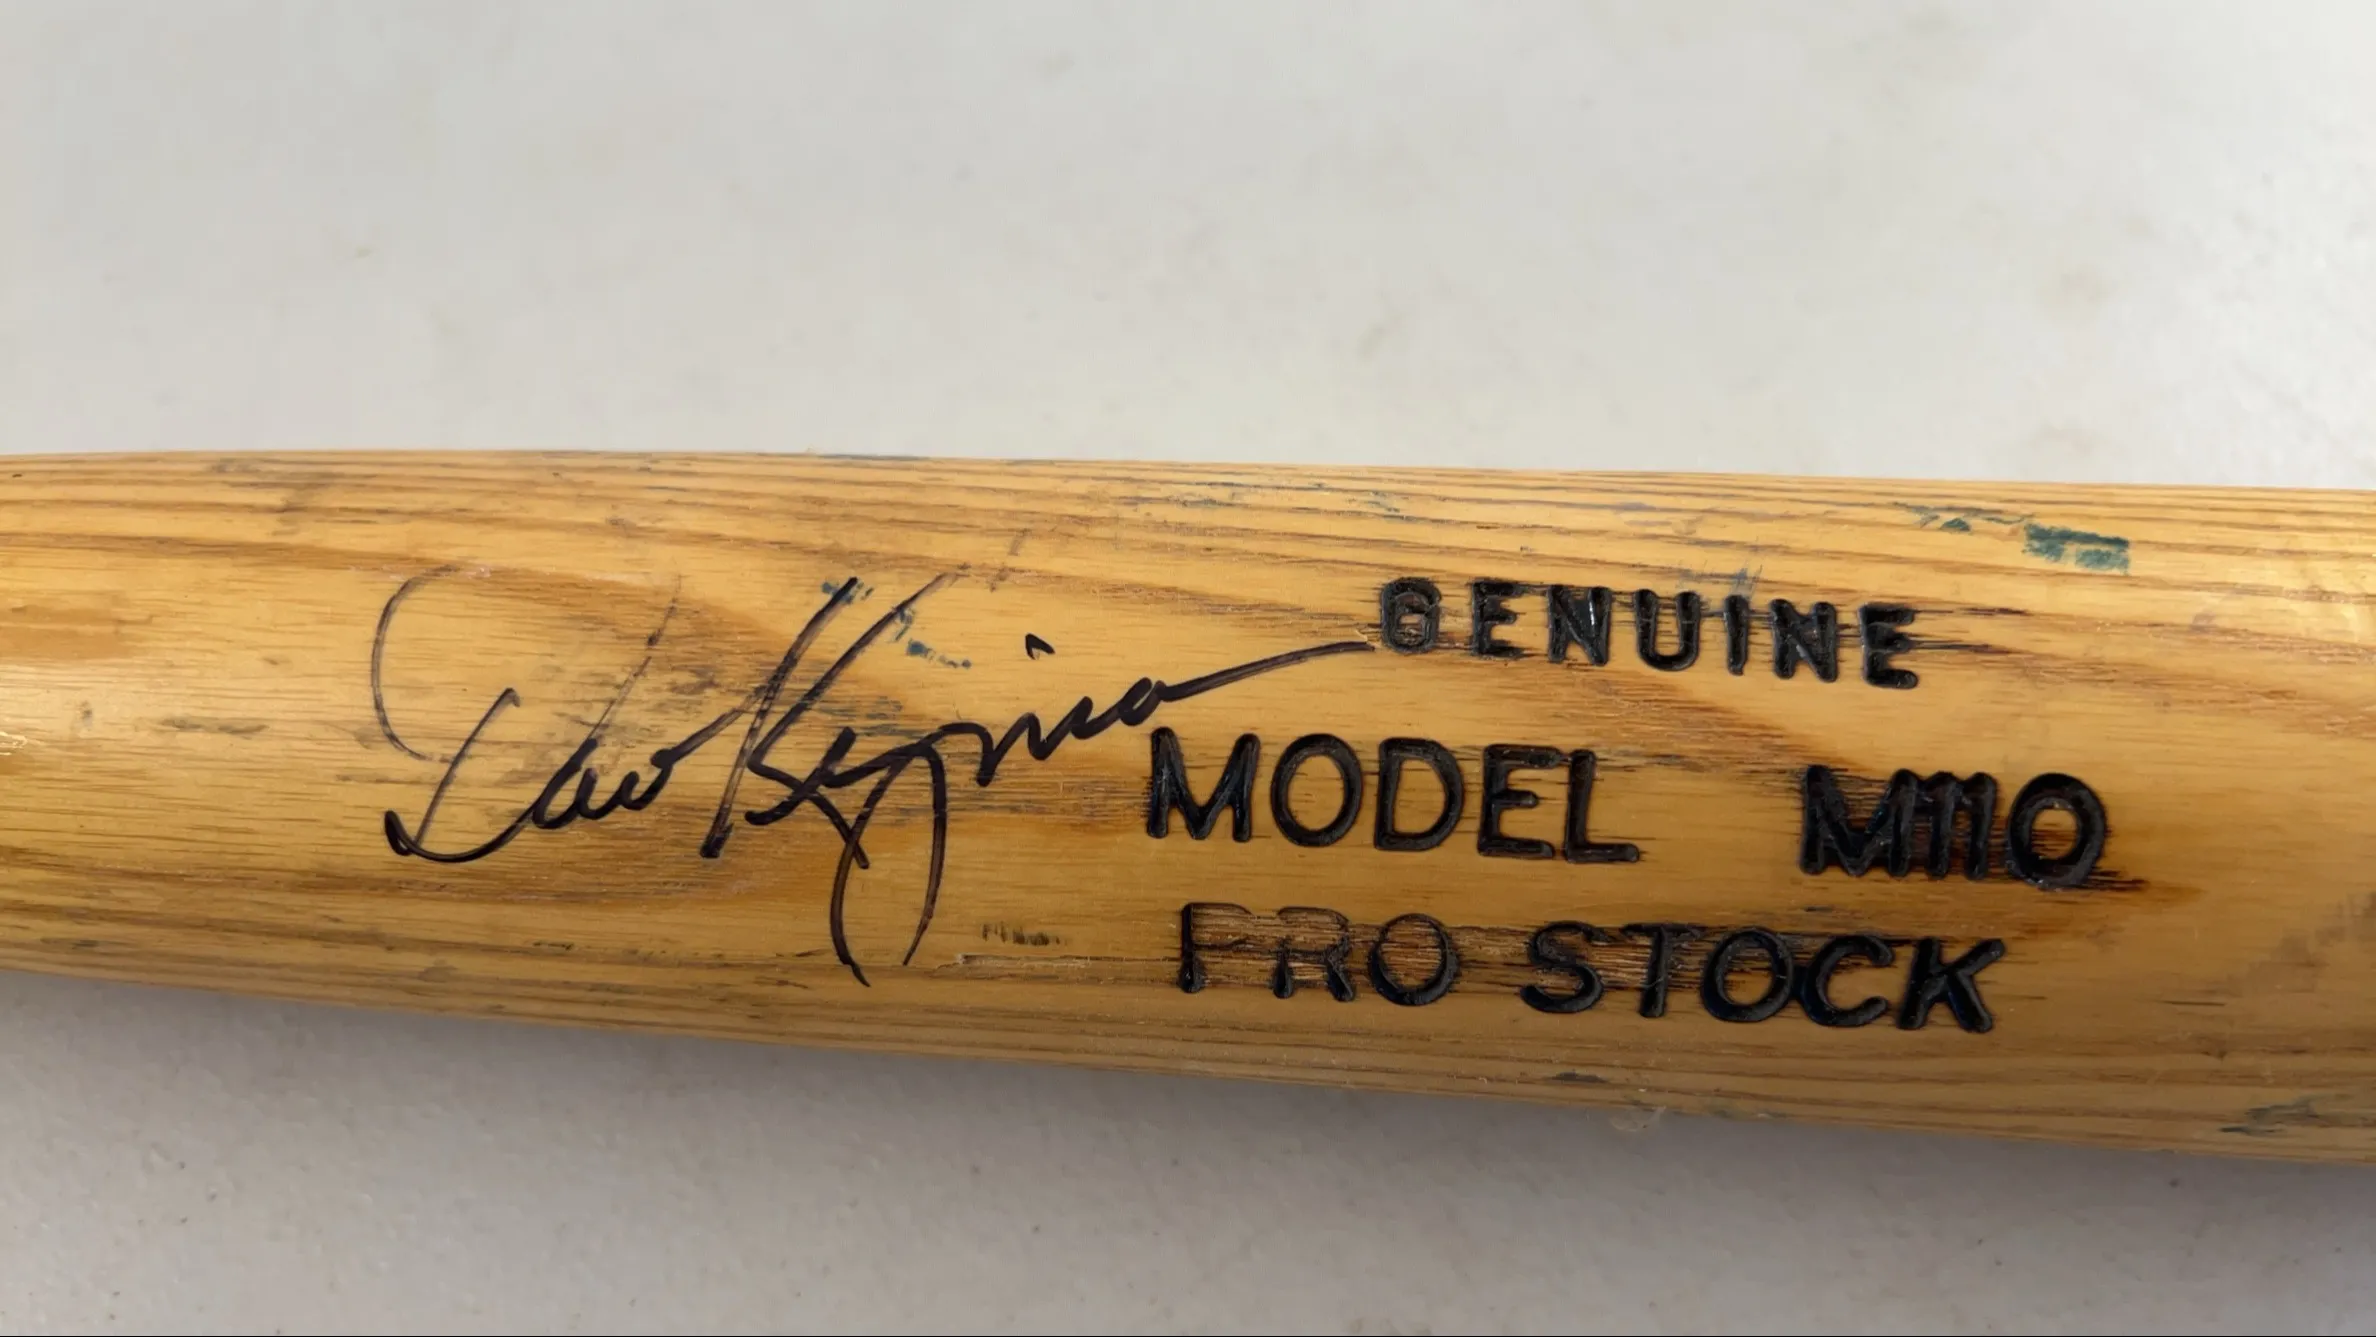 GENUINE
MODEL M110
PRO STOCK